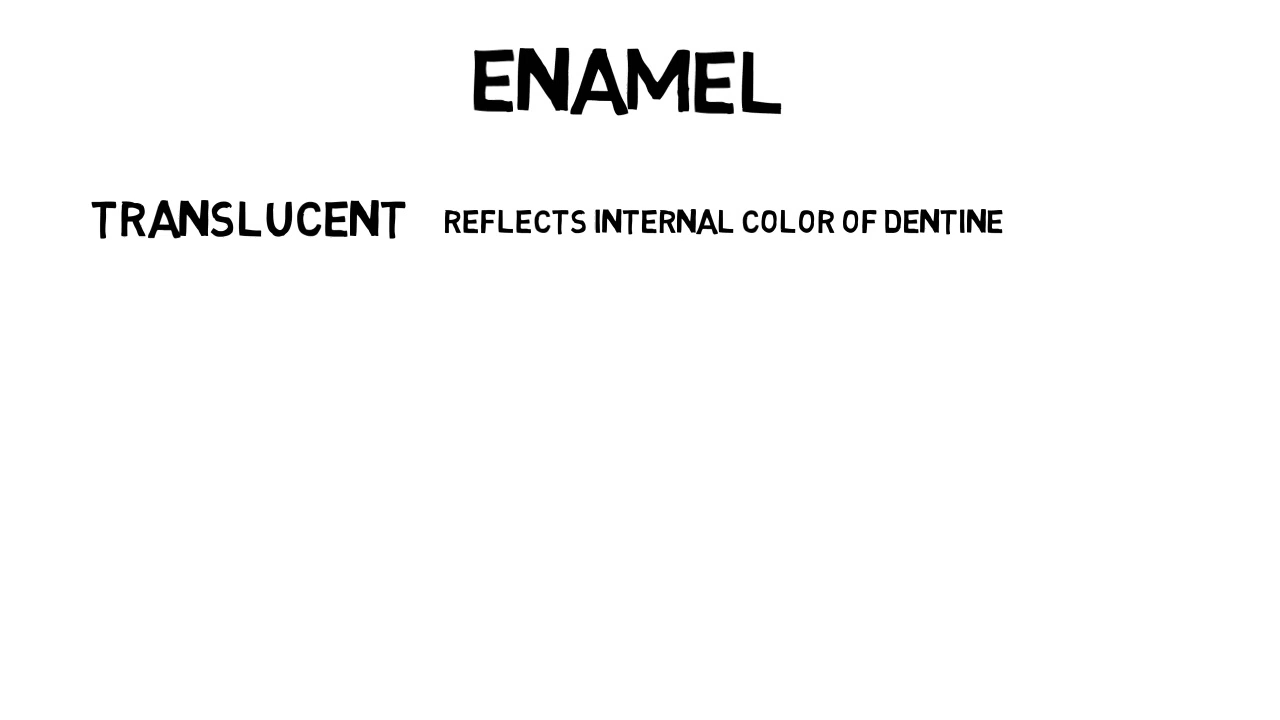 ENAMEL
TRANSLUCENT REFLECTS INTERNAL COLOR OF DENTINE